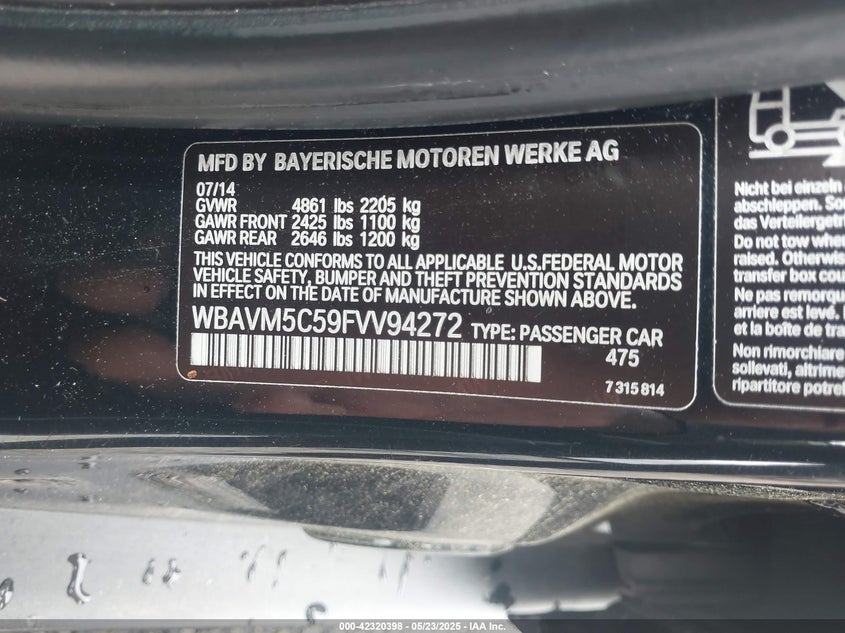 MFD BY BAYERISCHE MOTOREN WERKE AG
07/14
GVWR 4861 lbs 2205 kg
GAWR FRONT 2425 lbs 1100 kg
GAWR REAR 2646 lbs 1200 kg
THIS VEHICLE CONFORMS TO ALL APPLICABLE U.S.FEDERAL MOTOR
VEHICLE SAFETY, BUMPER AND THEFT PREVENTION STANDARDS
IN EFFECT ON THE DATE OF MANUFACTURE SHOWN ABOVE.
WBAVM5C59FVV94272 TYPE: PASSENGER CAR
475
7 315 814
Nicht bei einzeln
abschleppen. So
das Verteilerget
Do not tow whe
raised. Otherwis
transfer box cou
Ne pas remorqu
arriere est levé.
et la boîte de tra
Non rimorchiare
sollevati, altrim
ripartitore potre
000-42320398 - 05/23/2025 - IAA Inc.